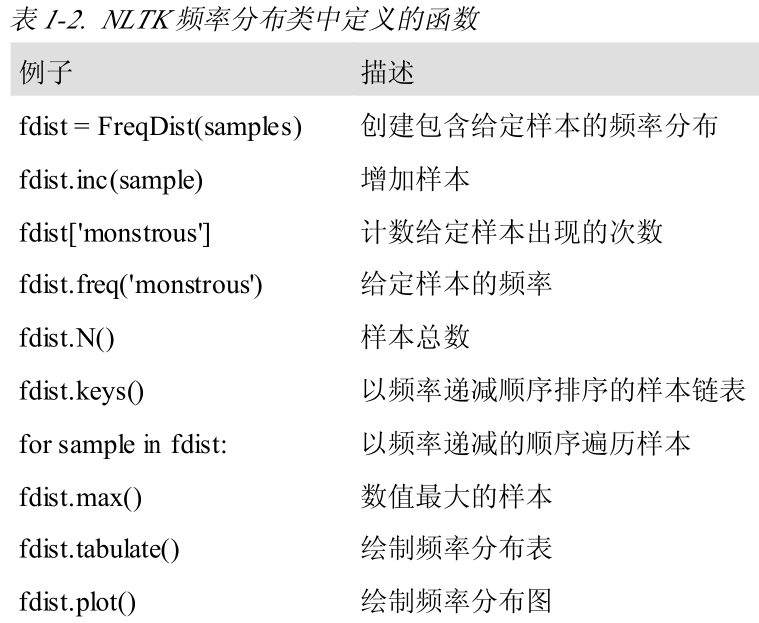 表 1-2. NLTK 频率分布类中定义的函数
例子 描述
fdist = FreqDist(samples) 创建包含给定样本的频率分布
fdist.inc(sample) 增加样本
fdist['monstrous'] 计数给定样本出现的次数
fdist.freq('monstrous') 给定样本的频率
fdist.N() 样本总数
fdist.keys() 以频率递减顺序排序的样本链表
for sample in fdist: 以频率递减的顺序遍历样本
fdist.max() 数值最大的样本
fdist.tabulate() 绘制频率分布表
fdist.plot() 绘制频率分布图